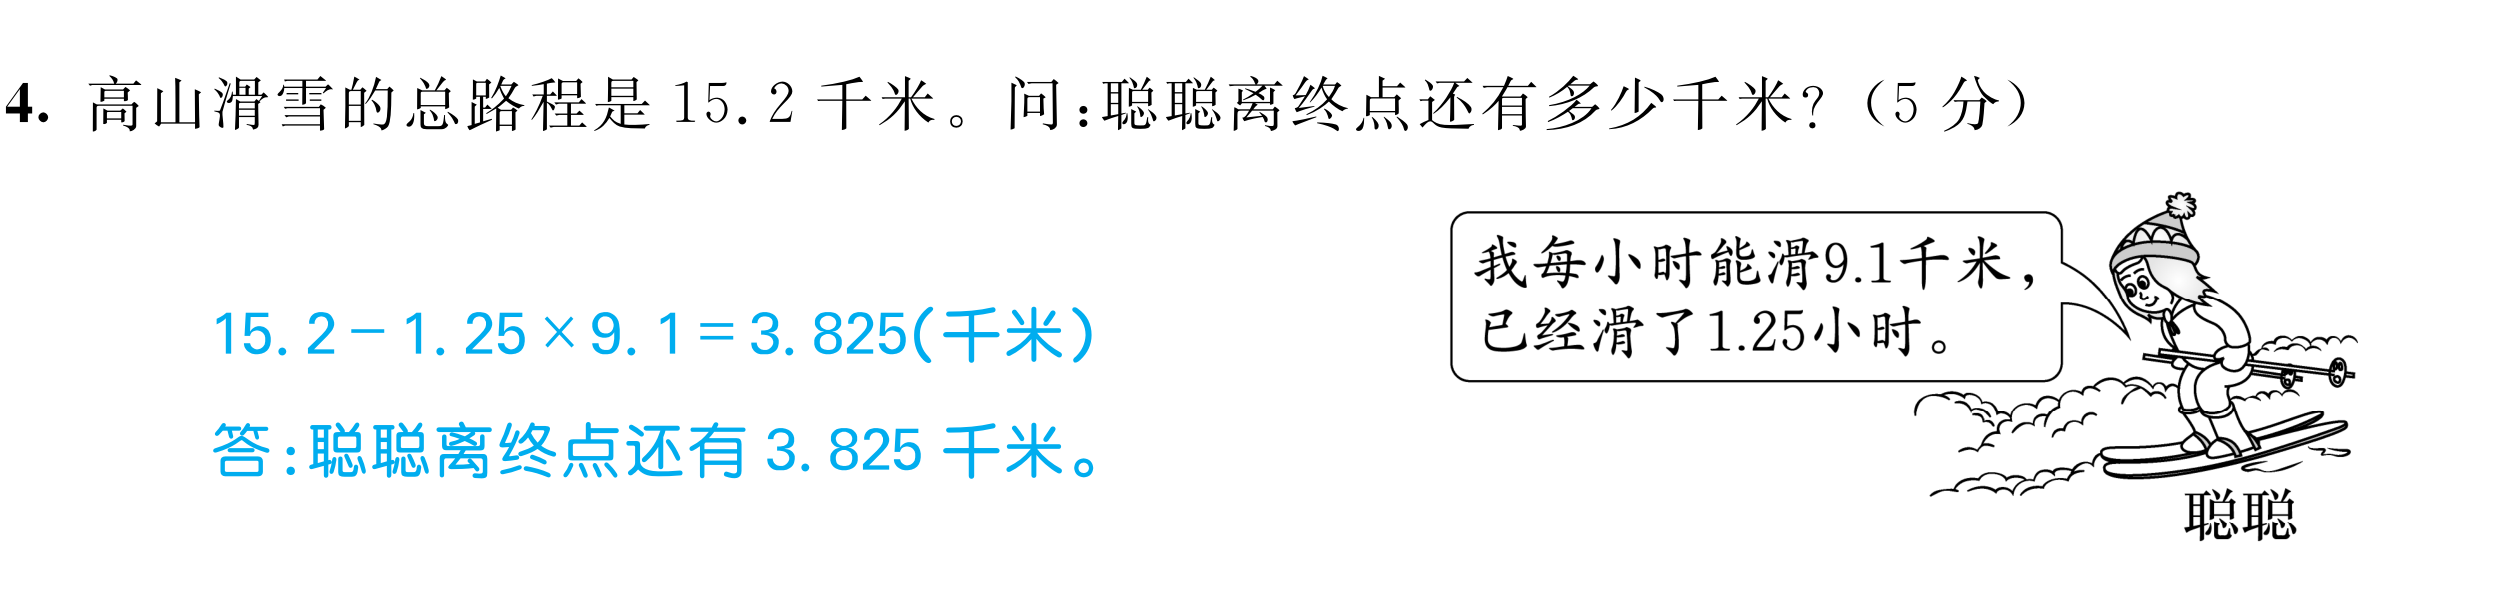 4. 高山滑雪的总路程是 15.2 千米。问:聪聪离终点还有多少千米?(5 分)
我每小时能滑9.1千米,
已经滑了1.25小时。
15.2-1.25×9.1=3.825(千米)
答:聪聪离终点还有 3.825 千米。
聪聪